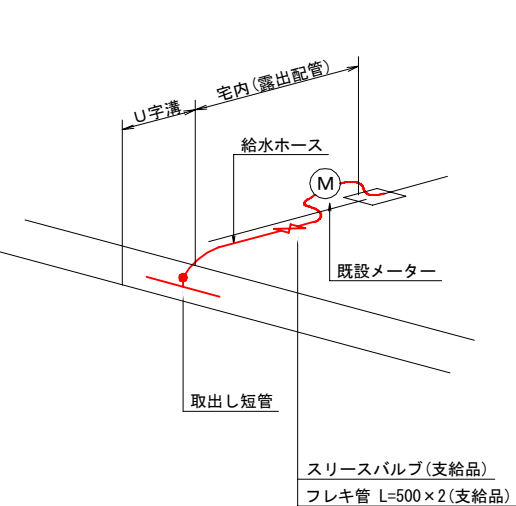 宅内(露出配管)
U字溝
給水ホース
M
既設メーター
取出し短管
スリースバルブ(支給品)
フレキ管 L=500×2(支給品)